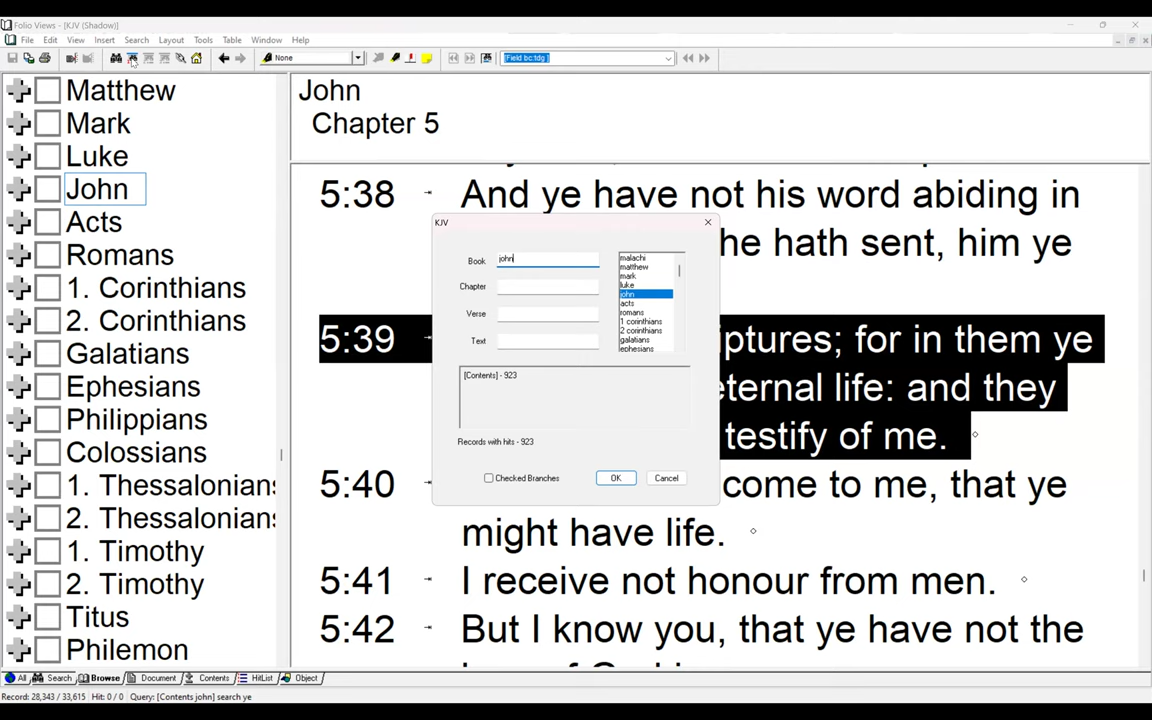 Folio Views - [KJV (Shadow)]
File Edit View Insert Search Layout Tools Table Window Help
None
[Field bc:tdg ]
Matthew
Mark
Luke
John
Acts
Romans
1. Corinthians
2. Corinthians
Galatians
Ephesians
Philippians
Colossians
1. Thessalonians
2. Thessalonians
1. Timothy
2. Timothy
Titus
Philemon
John
Chapter 5
5:38 And ye have not his word abiding in
he hath sent, him ye
5:39 iptures; for in them ye
eternal life: and they
testify of me.
5:40 come to me, that ye
might have life.
5:41 I receive not honour from men.
5:42 But I know you, that ye have not the
KJV
Book john
Chapter
Verse
Text
malachi
matthew
mark
luke
john
acts
romans
1 corinthians
2 corinthians
galatians
ephesians
[Contents] - 923
Records with hits - 923
Checked Branches
OK
Cancel
All Search Browse Document Contents HitList Object
Record: 28,343 / 33,615 Hit: 0 / 0 Query: [Contents john] search ye